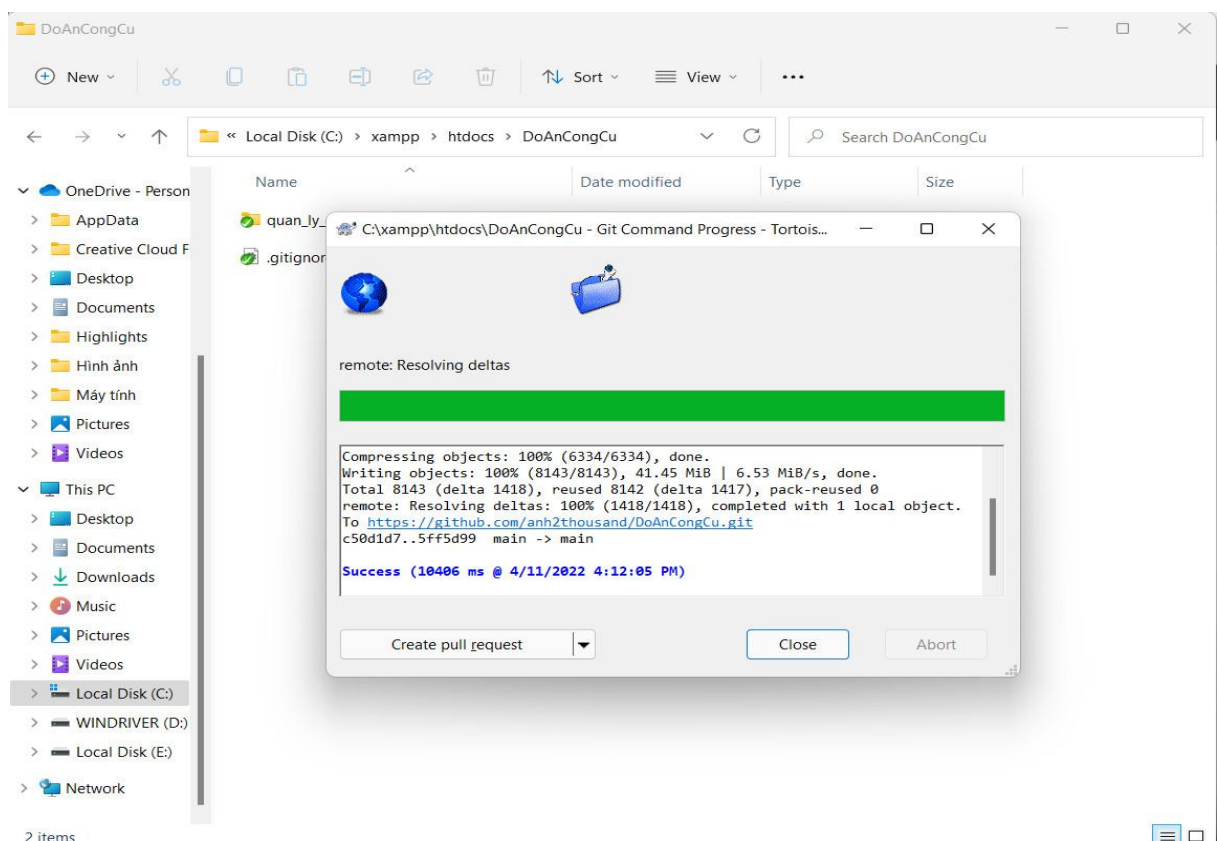 DoAnCongCu
New
Sort
View
« Local Disk (C:) > xampp > htdocs > DoAnCongCu
Search DoAnCongCu
Name
Date modified
Type
Size
OneDrive - Person
AppData
Creative Cloud F
Desktop
Documents
Highlights
Hình ảnh
Máy tính
Pictures
Videos
This PC
Desktop
Documents
Downloads
Music
Pictures
Videos
Local Disk (C:)
WINDRIVER (D:)
Local Disk (E:)
Network
quan_ly_
.gitignor
C:\xampp\htdocs\DoAnCongCu - Git Command Progress - Tortois...
remote: Resolving deltas
Compressing objects: 100% (6334/6334), done.
Writing objects: 100% (8143/8143), 41.45 MiB | 6.53 MiB/s, done.
Total 8143 (delta 1418), reused 8142 (delta 1417), pack-reused 0
remote: Resolving deltas: 100% (1418/1418), completed with 1 local object.
To https://github.com/anh2thousand/DoAnCongCu.git
c50d1d7..5ff5d99 main -> main
Success (10406 ms @ 4/11/2022 4:12:05 PM)
Create pull request
Close
Abort
2 items